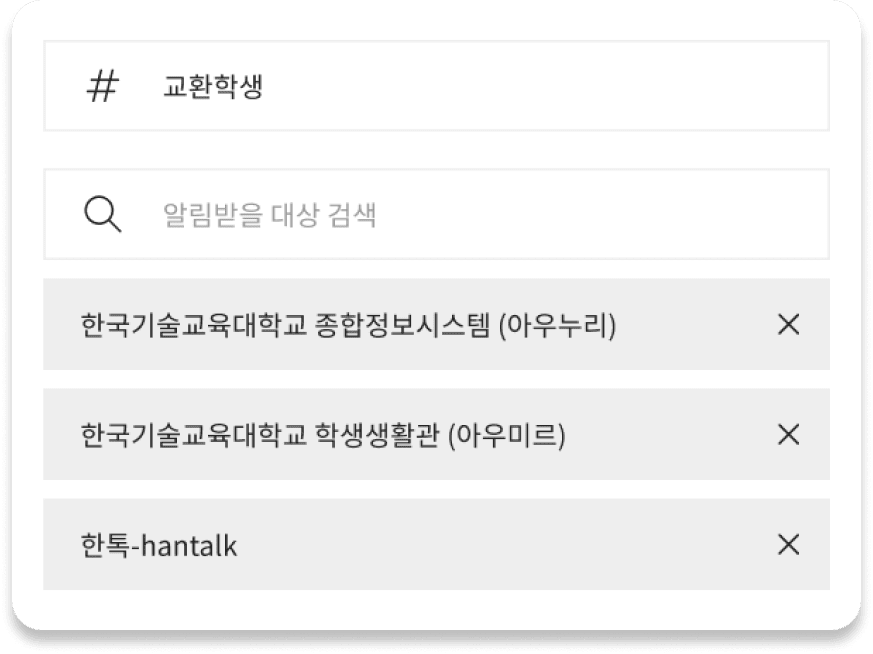 # 교환학생
알림받을 대상 검색
한국기술교육대학교 종합정보시스템 (아우누리)
한국기술교육대학교 학생생활관 (아우미르)
한톡-hantalk